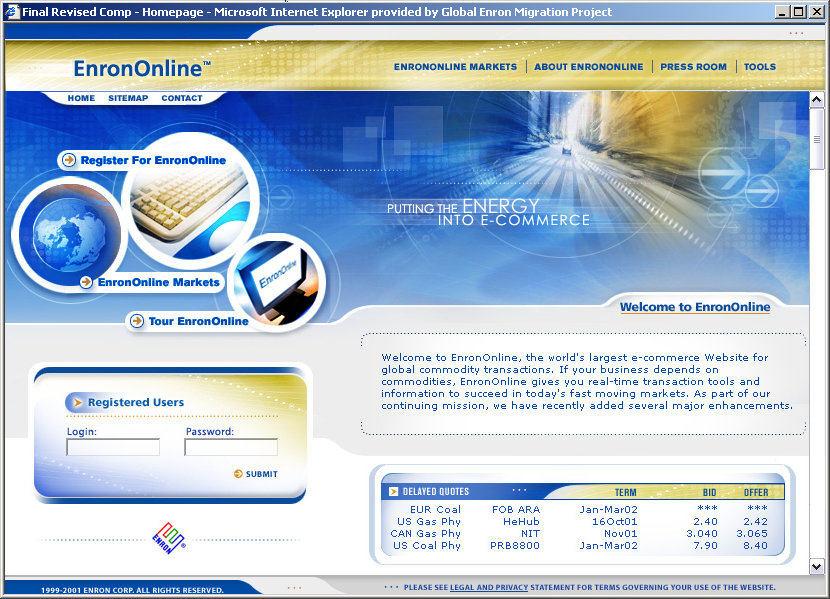 Final Revised Comp - Homepage - Microsoft Internet Explorer provided by Global Enron Migration Project
EnronOnline™
ENRONONLINE MARKETS | ABOUT ENRONONLINE | PRESS ROOM | TOOLS
HOME SITEMAP CONTACT
Register For EnronOnline
PUTTING THE ENERGY
INTO E-COMMERCE
EnronOnline
EnronOnline Markets
Tour EnronOnline
Welcome to EnronOnline
Welcome to EnronOnline, the world's largest e-commerce Website for
global commodity transactions. If your business depends on
commodities, EnronOnline gives you real-time transaction tools and
information to succeed in today's fast moving markets. As part of our
continuing mission, we have recently added several major enhancements.
Registered Users
Login: Password:
SUBMIT
DELAYED QUOTES TERM BID OFFER
EUR Coal FOB ARA Jan-Mar02 *** ***
US Gas Phy HeHub 16Oct01 2.40 2.42
CAN Gas Phy NIT Nov01 3.040 3.065
US Coal Phy PRB8800 Jan-Mar02 7.90 8.40
ENRON®
1999-2001 ENRON CORP. ALL RIGHTS RESERVED.
PLEASE SEE LEGAL AND PRIVACY STATEMENT FOR TERMS GOVERNING YOUR USE OF THE WEBSITE.